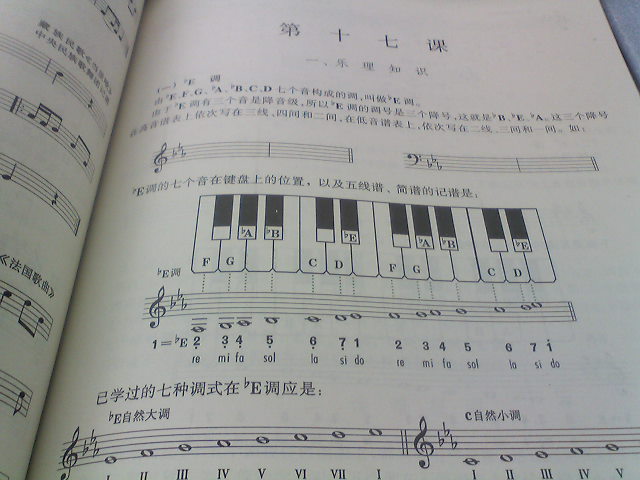 藏族民歌《
中央民族歌舞团
《法国歌曲》
第十七课
一、乐理知识
(一) ♭E 调
由♭E、F、G、♭A、♭B、C、D七个音构成的调,叫做♭E调。
由于♭E调有三个音是降音级,所以♭E调的调号是三个降号,这就是♭B、♭E、♭A。这三个降号
在高音谱表上依次写在三线、四间和二间,在低音谱表上,依次写在二线、三间和一间。如:
♭E调的七个音在键盘上的位置,以及五线谱、简谱的记谱是:
♭A ♭B ♭E ♭A ♭B ♭E
F G C D F G C D
♭E调
1=♭E 2 3 4 5 6 7 1 2 3 4 5 6 7 i
re mi fa sol la si do re mi fa sol la si do
已学过的七种调式在♭E调应是:
♭E自然大调 c自然小调
I II III IV V VI VII I I II III IV V